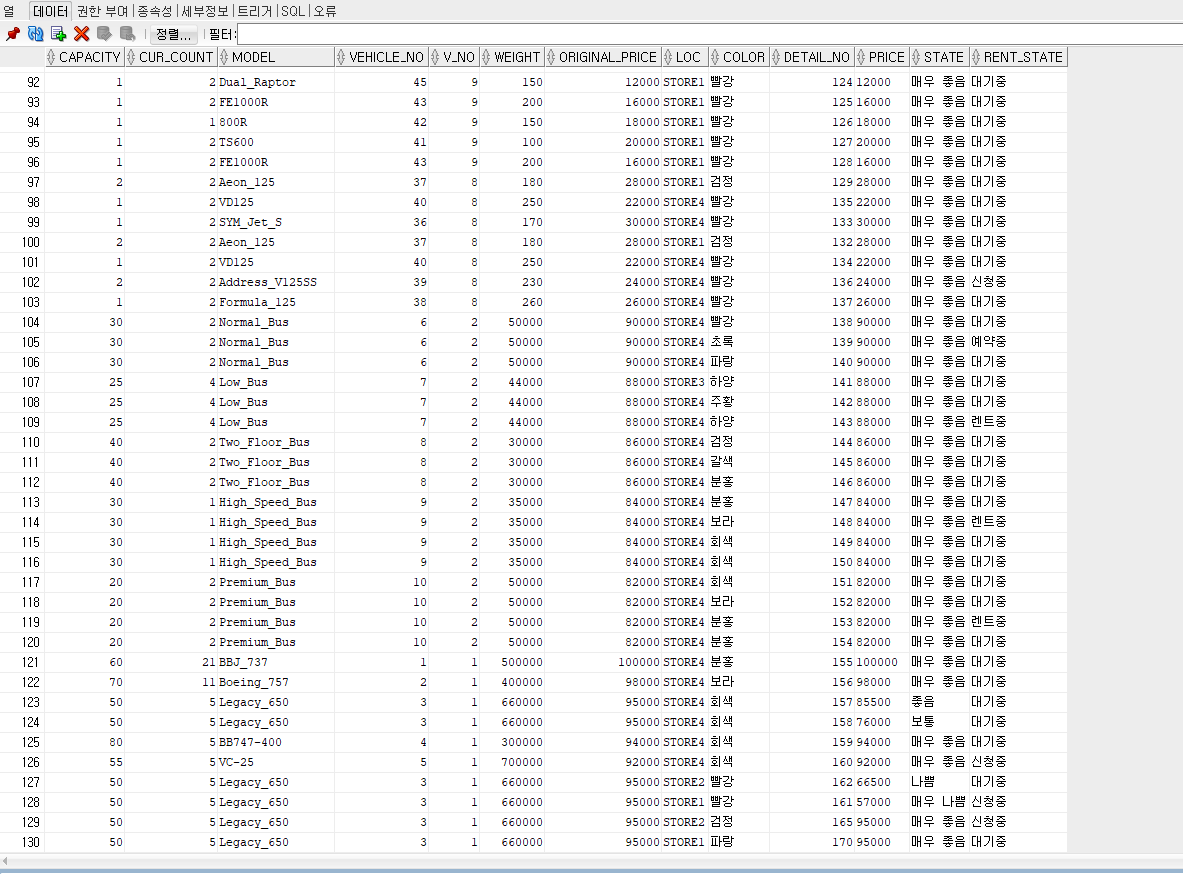 열 데이터 권한 부여 종속성 세부정보 트리거 SQL 오류
정렬... 필터:
CAPACITY CUR_COUNT MODEL VEHICLE_NO V_NO WEIGHT ORIGINAL_PRICE LOC COLOR DETAIL_NO PRICE STATE RENT_STATE
92 1 2 Dual_Raptor 45 9 150 12000 STORE1 빨강 124 12000 매우 좋음 대기중
93 1 2 FE1000R 43 9 200 16000 STORE1 빨강 125 16000 매우 좋음 대기중
94 1 1 800R 42 9 150 18000 STORE1 빨강 126 18000 매우 좋음 대기중
95 1 2 TS600 41 9 100 20000 STORE1 빨강 127 20000 매우 좋음 대기중
96 1 2 FE1000R 43 9 200 16000 STORE1 빨강 128 16000 매우 좋음 대기중
97 2 2 Aeon_125 37 8 180 28000 STORE1 검정 129 28000 매우 좋음 대기중
98 1 2 VD125 40 8 250 22000 STORE4 빨강 135 22000 매우 좋음 대기중
99 1 2 SYM_Jet_S 36 8 170 30000 STORE4 빨강 133 30000 매우 좋음 대기중
100 2 2 Aeon_125 37 8 180 28000 STORE1 검정 132 28000 매우 좋음 대기중
101 1 2 VD125 40 8 250 22000 STORE4 빨강 134 22000 매우 좋음 대기중
102 2 2 Address_V125SS 39 8 230 24000 STORE4 빨강 136 24000 매우 좋음 신청중
103 1 2 Formula_125 38 8 260 26000 STORE4 빨강 137 26000 매우 좋음 대기중
104 30 2 Normal_Bus 6 2 50000 90000 STORE4 빨강 138 90000 매우 좋음 대기중
105 30 2 Normal_Bus 6 2 50000 90000 STORE4 초록 139 90000 매우 좋음 예약중
106 30 2 Normal_Bus 6 2 50000 90000 STORE4 파랑 140 90000 매우 좋음 대기중
107 25 4 Low_Bus 7 2 44000 88000 STORE3 하양 141 88000 매우 좋음 대기중
108 25 4 Low_Bus 7 2 44000 88000 STORE4 주황 142 88000 매우 좋음 대기중
109 25 4 Low_Bus 7 2 44000 88000 STORE4 하양 143 88000 매우 좋음 렌트중
110 40 2 Two_Floor_Bus 8 2 30000 86000 STORE4 검정 144 86000 매우 좋음 대기중
111 40 2 Two_Floor_Bus 8 2 30000 86000 STORE4 갈색 145 86000 매우 좋음 대기중
112 40 2 Two_Floor_Bus 8 2 30000 86000 STORE4 분홍 146 86000 매우 좋음 대기중
113 30 1 High_Speed_Bus 9 2 35000 84000 STORE4 분홍 147 84000 매우 좋음 대기중
114 30 1 High_Speed_Bus 9 2 35000 84000 STORE4 보라 148 84000 매우 좋음 렌트중
115 30 1 High_Speed_Bus 9 2 35000 84000 STORE4 회색 149 84000 매우 좋음 대기중
116 30 1 High_Speed_Bus 9 2 35000 84000 STORE4 회색 150 84000 매우 좋음 대기중
117 20 2 Premium_Bus 10 2 50000 82000 STORE4 회색 151 82000 매우 좋음 대기중
118 20 2 Premium_Bus 10 2 50000 82000 STORE4 보라 152 82000 매우 좋음 대기중
119 20 2 Premium_Bus 10 2 50000 82000 STORE4 분홍 153 82000 매우 좋음 렌트중
120 20 2 Premium_Bus 10 2 50000 82000 STORE4 분홍 154 82000 매우 좋음 대기중
121 60 21 BBJ_737 1 1 500000 100000 STORE4 분홍 155 100000 매우 좋음 대기중
122 70 11 Boeing_757 2 1 400000 98000 STORE4 보라 156 98000 매우 좋음 대기중
123 50 5 Legacy_650 3 1 660000 95000 STORE4 회색 157 85500 좋음 대기중
124 50 5 Legacy_650 3 1 660000 95000 STORE4 회색 158 76000 보통 대기중
125 80 5 BB747-400 4 1 300000 94000 STORE4 회색 159 94000 매우 좋음 대기중
126 55 5 VC-25 5 1 700000 92000 STORE4 회색 160 92000 매우 좋음 신청중
127 50 5 Legacy_650 3 1 660000 95000 STORE2 빨강 162 66500 나쁨 대기중
128 50 5 Legacy_650 3 1 660000 95000 STORE1 빨강 161 57000 매우 나쁨 신청중
129 50 5 Legacy_650 3 1 660000 95000 STORE2 검정 165 95000 매우 좋음 신청중
130 50 5 Legacy_650 3 1 660000 95000 STORE1 파랑 170 95000 매우 좋음 대기중